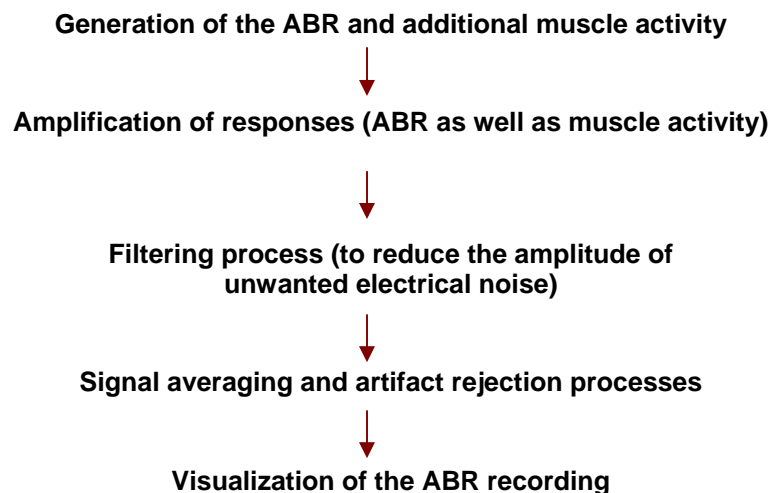 Generation of the ABR and additional muscle activity
Amplification of responses (ABR as well as muscle activity)
Filtering process (to reduce the amplitude of
unwanted electrical noise)
Signal averaging and artifact rejection processes
Visualization of the ABR recording